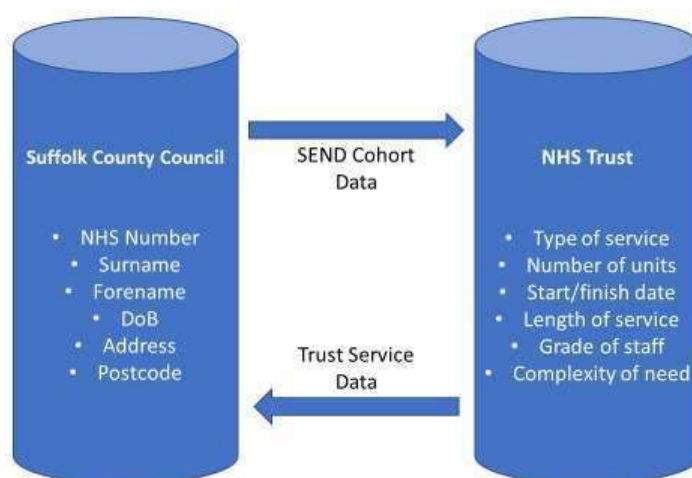 Suffolk County Council
• NHS Number
• Surname
• Forename
• DoB
• Address
• Postcode
SEND Cohort
Data
Trust Service
Data
NHS Trust
• Type of service
• Number of units
• Start/finish date
• Length of service
• Grade of staff
• Complexity of need